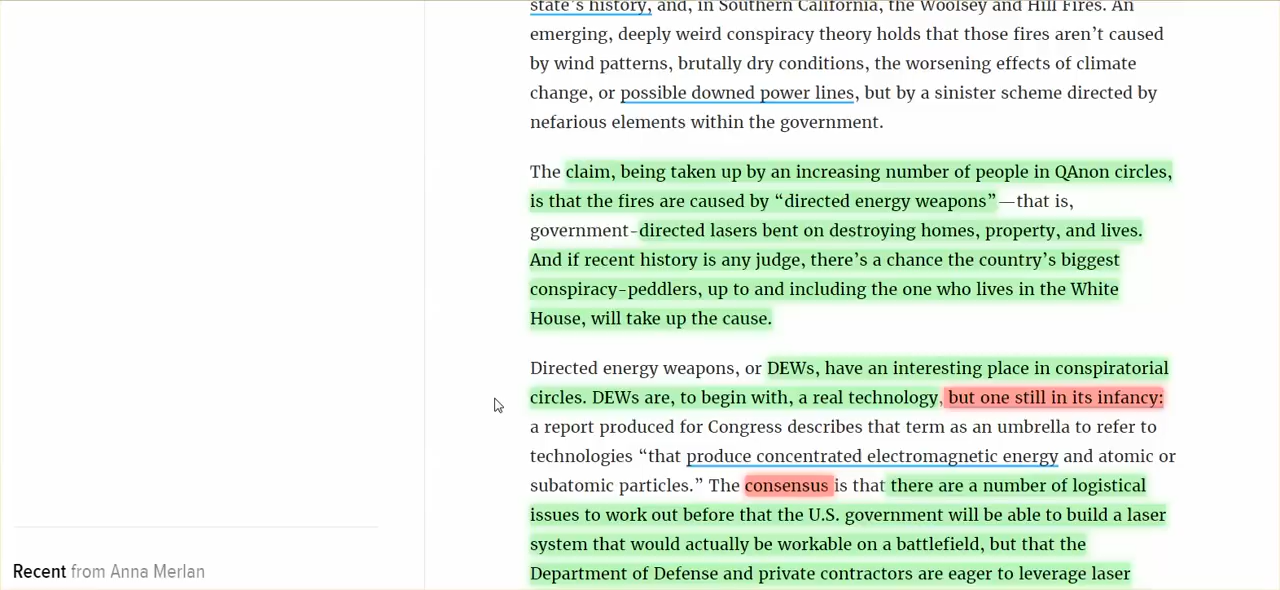 state's history, and, in Southern California, the Woolsey and Hill Fires. An
emerging, deeply weird conspiracy theory holds that those fires aren't caused
by wind patterns, brutally dry conditions, the worsening effects of climate
change, or possible downed power lines, but by a sinister scheme directed by
nefarious elements within the government.
The claim, being taken up by an increasing number of people in QAnon circles,
is that the fires are caused by “directed energy weapons”—that is,
government-directed lasers bent on destroying homes, property, and lives.
And if recent history is any judge, there's a chance the country's biggest
conspiracy-peddlers, up to and including the one who lives in the White
House, will take up the cause.
Directed energy weapons, or DEWs, have an interesting place in conspiratorial
circles. DEWs are, to begin with, a real technology, but one still in its infancy:
a report produced for Congress describes that term as an umbrella to refer to
technologies “that produce concentrated electromagnetic energy and atomic or
subatomic particles.” The consensus is that there are a number of logistical
issues to work out before that the U.S. government will be able to build a laser
system that would actually be workable on a battlefield, but that the
Department of Defense and private contractors are eager to leverage laser
Recent from Anna Merlan